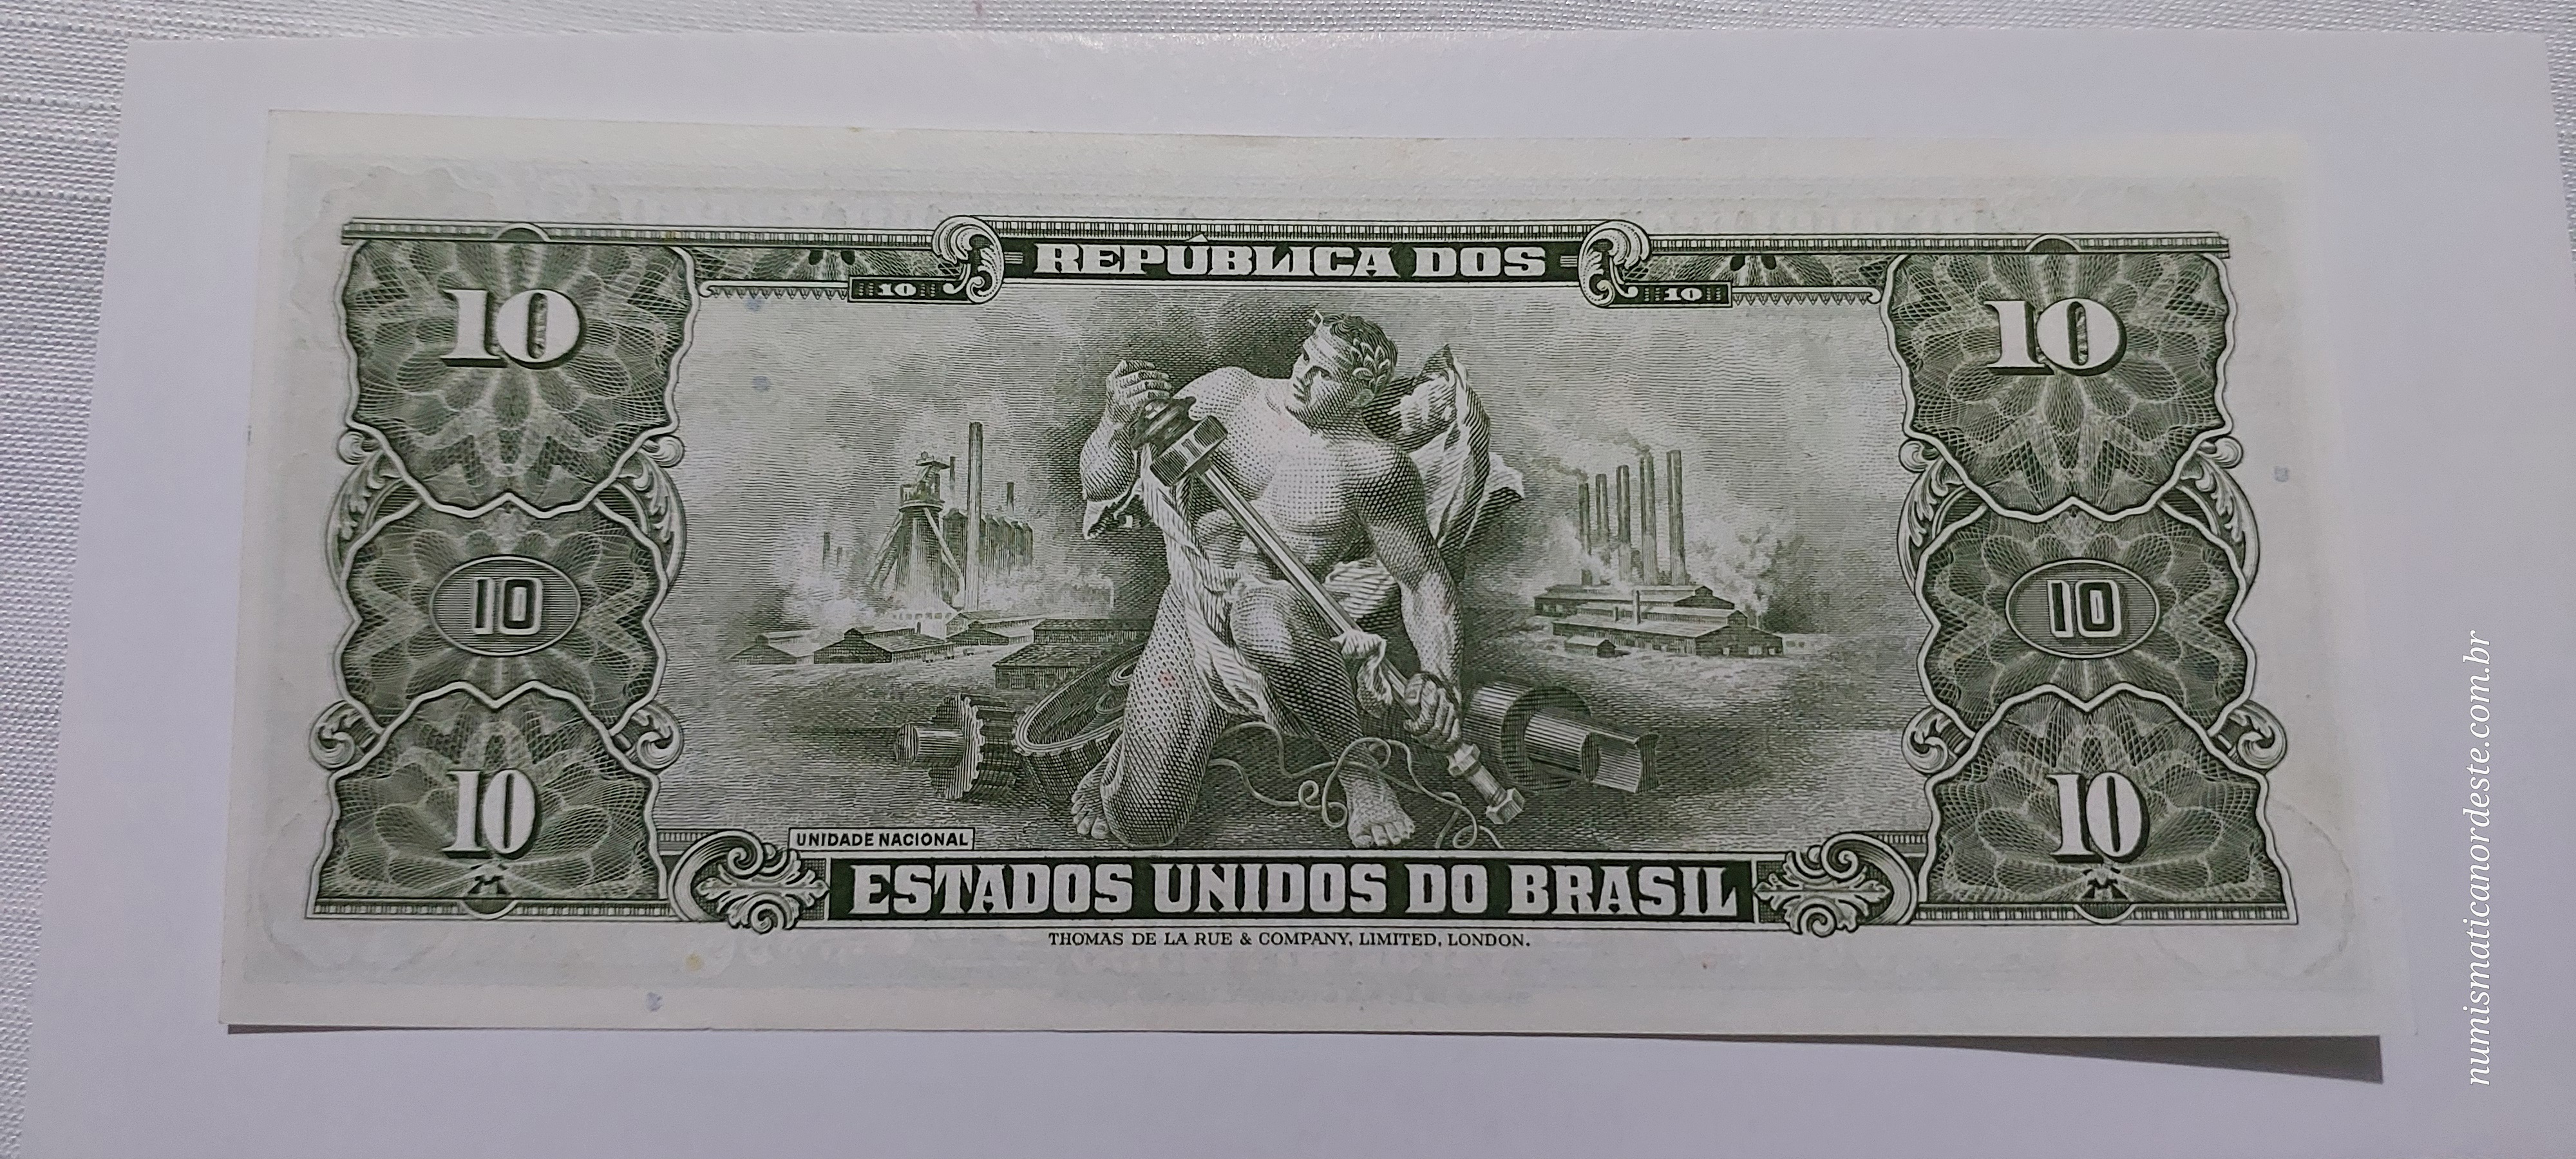 REPÚBLICA DOS
10 10
10 10
10 10
10 10
UNIDADE NACIONAL
ESTADOS UNIDOS DO BRASIL
THOMAS DE LA RUE & COMPANY, LIMITED, LONDON.
numismaticanordeste.com.br